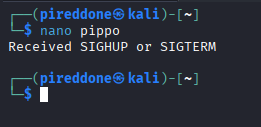 ┌──(pireddone㉿kali)-[~]
└─$ nano pippo
Received SIGHUP or SIGTERM
┌──(pireddone㉿kali)-[~]
└─$